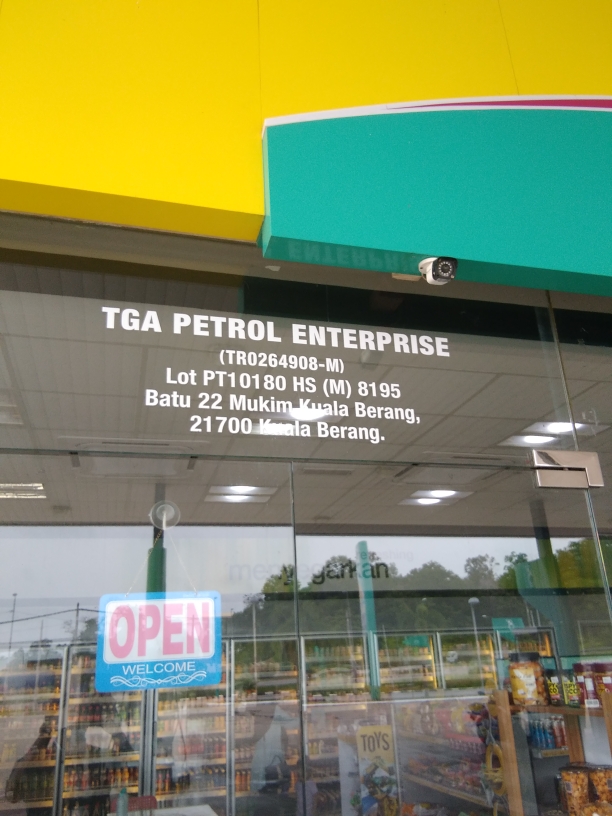 TGA PETROL ENTERPRISE
(TR0264908-M)
Lot PT10180 HS (M) 8195
Batu 22 Mukim Kuala Berang,
21700 Kuala Berang.
OPEN
WELCOME
TOYS